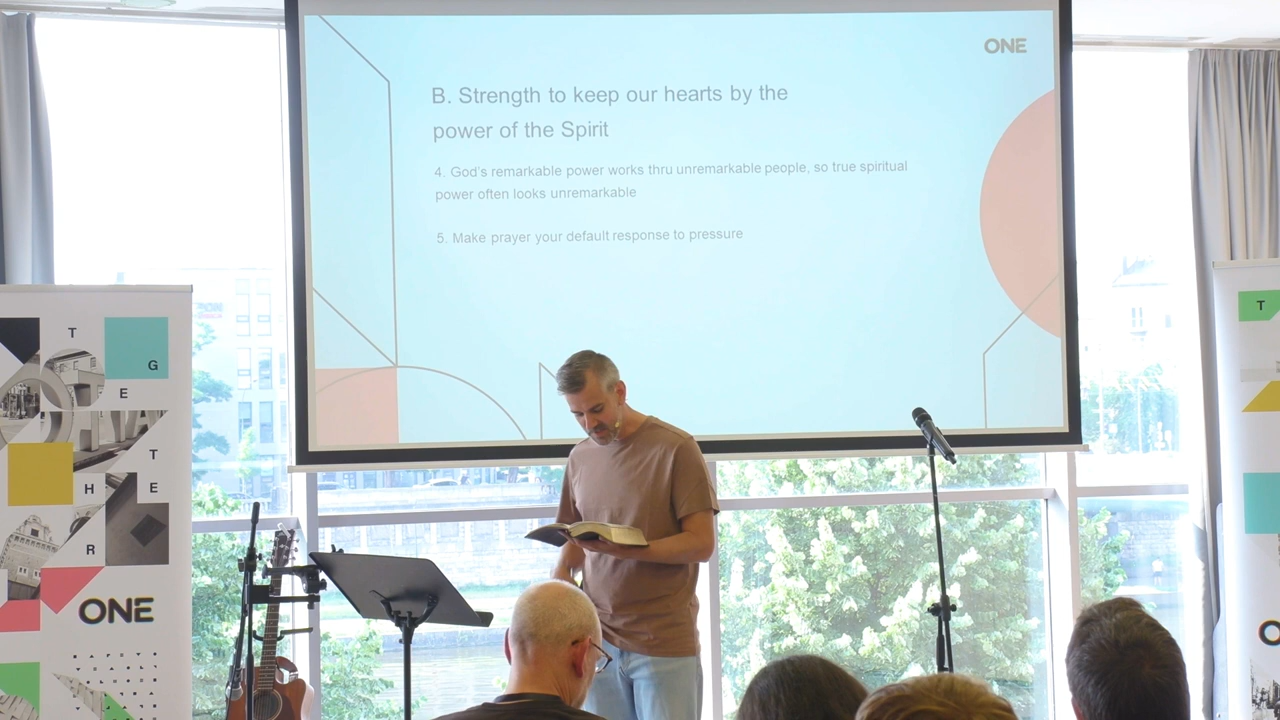 ONE
B. Strength to keep our hearts by the
power of the Spirit
4. God's remarkable power works thru unremarkable people, so true spiritual
power often looks unremarkable
5. Make prayer your default response to pressure
T
G
E
T
H
E
R
ONE
T